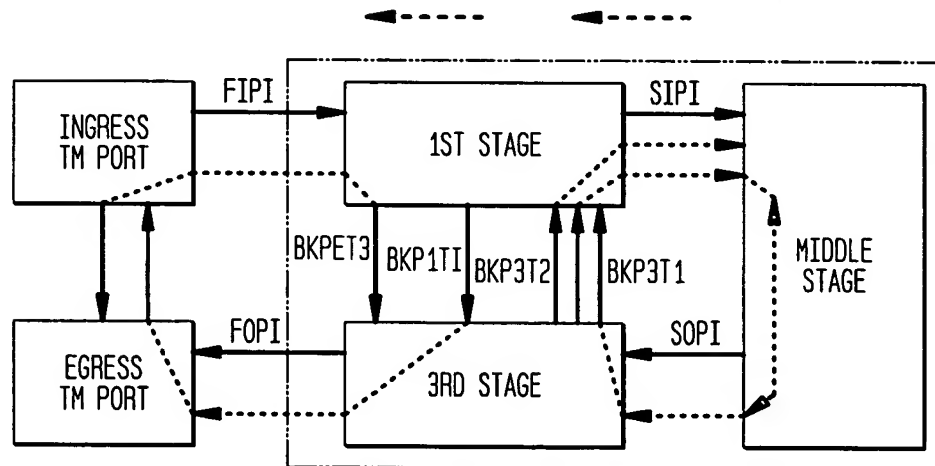 FIPI
SIPI
INGRESS
TM PORT
1ST STAGE
BKPET3
BKP1TI
BKP3T2
BKP3T1
MIDDLE
STAGE
FOPI
SOPI
EGRESS
TM PORT
3RD STAGE